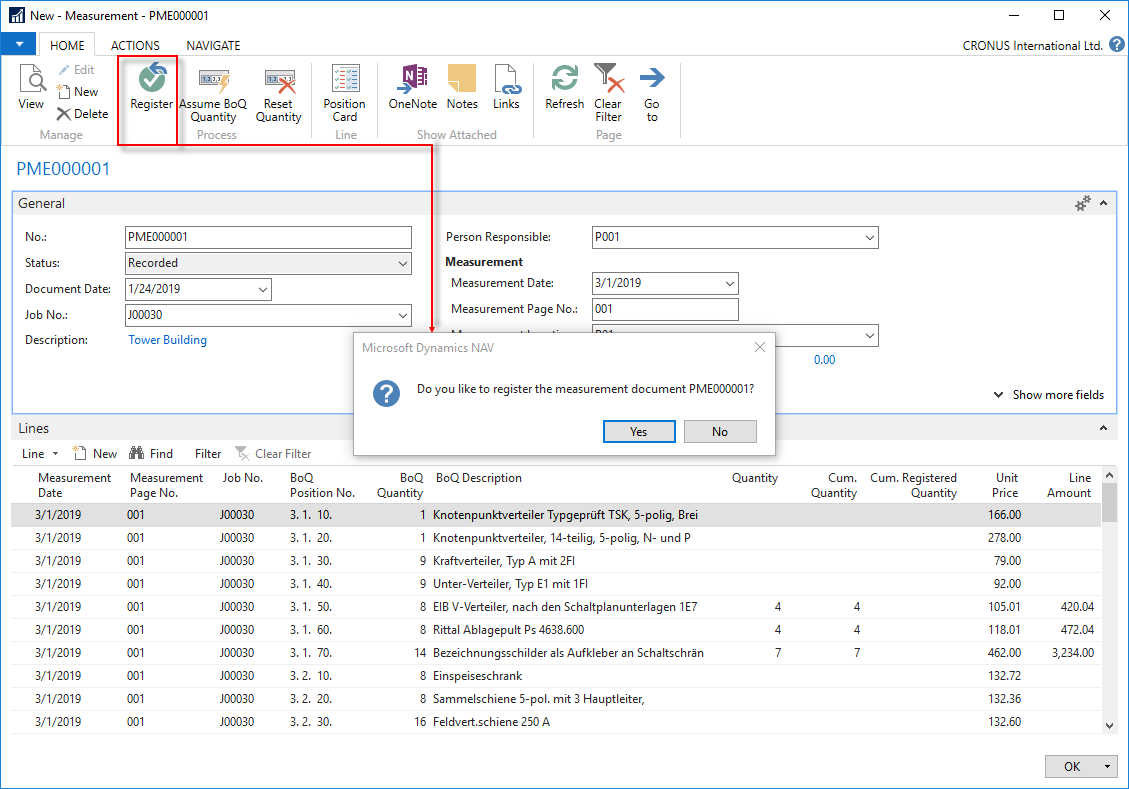 New - Measurement - PME000001
HOME ACTIONS NAVIGATE CRONUS International Ltd.
View Edit New Delete
Manage
Register Assume BoQ Quantity Reset Quantity
Process
Position Card
Line
OneNote Notes Links
Show Attached
Refresh Clear Filter Go to
Page
PME000001
General
No.: PME000001
Status: Recorded
Document Date: 1/24/2019
Job No.: J00030
Description: Tower Building
Person Responsible: P001
Measurement
Measurement Date: 3/1/2019
Measurement Page No.: 001
0.00
Show more fields
Microsoft Dynamics NAV
Do you like to register the measurement document PME000001?
Yes No
Lines
Line New Find Filter Clear Filter
Measurement Date Measurement Page No. Job No. BoQ Position No. BoQ Quantity BoQ Description Quantity Cum. Quantity Cum. Registered Quantity Unit Price Line Amount
3/1/2019 001 J00030 3. 1. 10. 1 Knotenpunktverteiler Typgeprüft TSK, 5-polig, Brei 166.00
3/1/2019 001 J00030 3. 1. 20. 1 Knotenpunktverteiler, 14-teilig, 5-polig, N- und P 278.00
3/1/2019 001 J00030 3. 1. 30. 9 Kraftverteiler, Typ A mit 2Fl 79.00
3/1/2019 001 J00030 3. 1. 40. 9 Unter-Verteiler, Typ E1 mit 1Fl 92.00
3/1/2019 001 J00030 3. 1. 50. 8 EIB V-Verteiler, nach den Schaltplanunterlagen 1E7 4 4 105.01 420.04
3/1/2019 001 J00030 3. 1. 60. 8 Rittal Ablagepult Ps 4638.600 4 4 118.01 472.04
3/1/2019 001 J00030 3. 1. 70. 14 Bezeichnungsschilder als Aufkleber an Schaltschrän 7 7 462.00 3,234.00
3/1/2019 001 J00030 3. 2. 10. 8 Einspeiseschrank 132.72
3/1/2019 001 J00030 3. 2. 20. 8 Sammelschiene 5-pol. mit 3 Hauptleiter, 132.36
3/1/2019 001 J00030 3. 2. 30. 16 Feldvert.schiene 250 A 132.60
OK